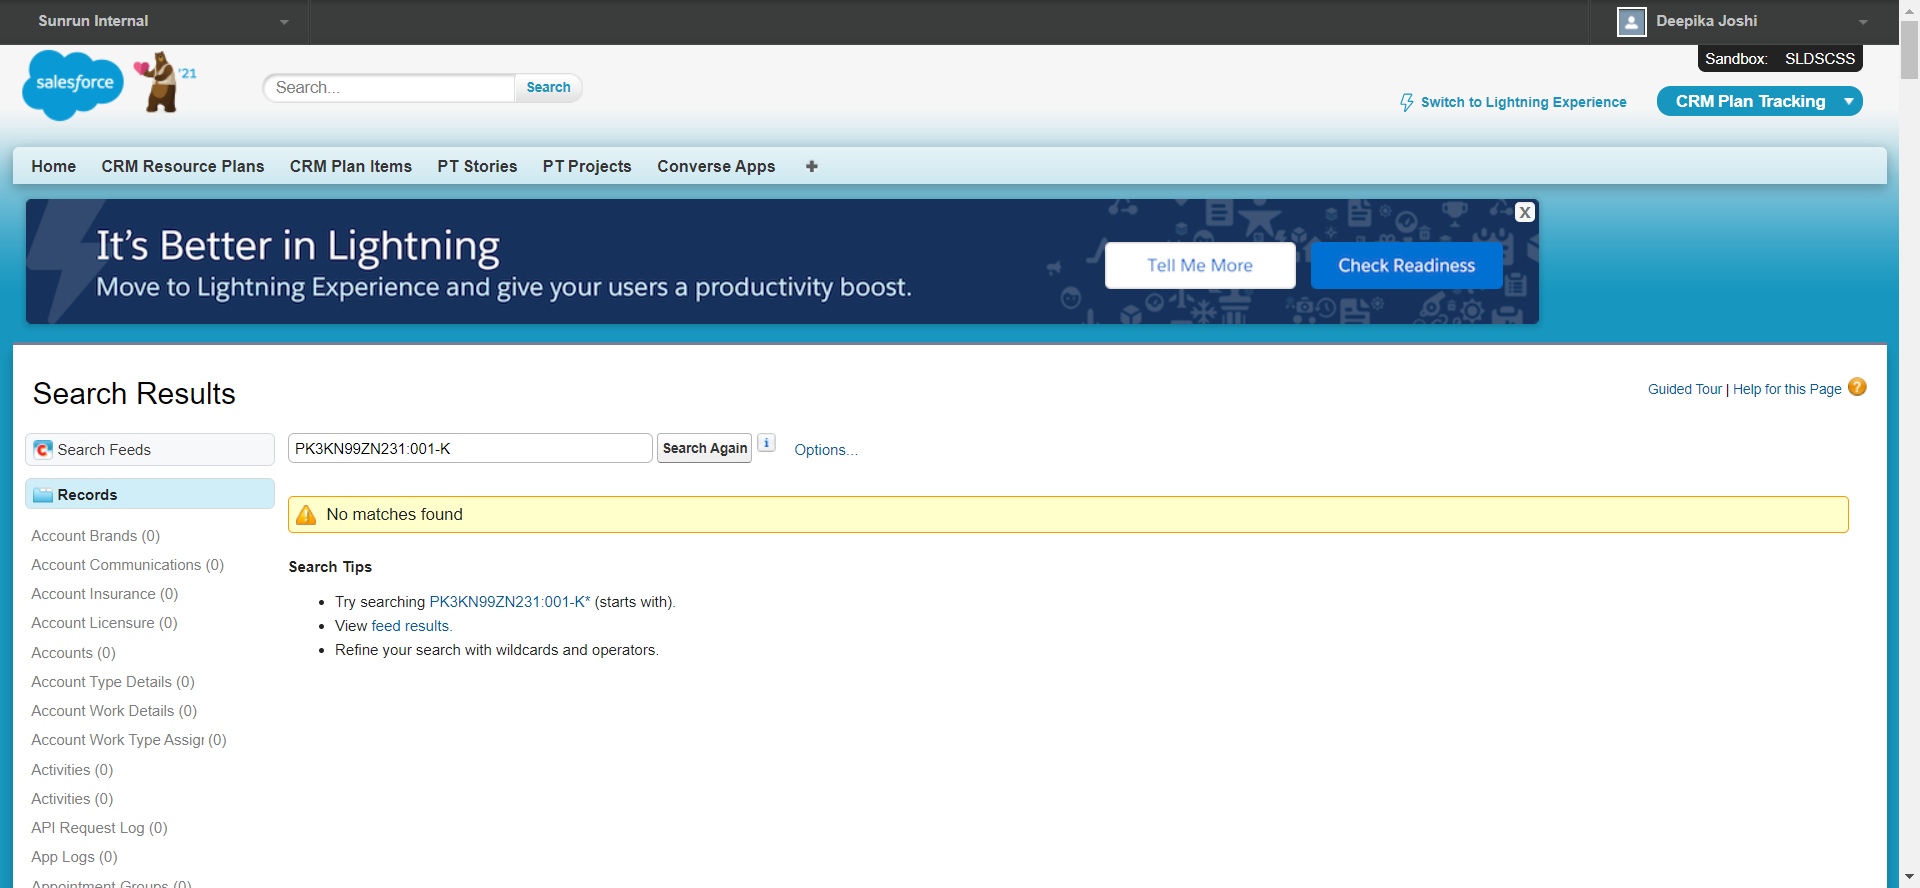 Sunrun Internal
Deepika Joshi
Sandbox: SLDSCSS
salesforce
'21
Search...
Search
Switch to Lightning Experience
CRM Plan Tracking
Home CRM Resource Plans CRM Plan Items PT Stories PT Projects Converse Apps
It's Better in Lightning
Move to Lightning Experience and give your users a productivity boost.
Tell Me More
Check Readiness
X
Search Results
Guided Tour | Help for this Page ?
Search Feeds
PK3KN99ZN231:001-K
Search Again
i
Options...
Records
No matches found
Search Tips
• Try searching PK3KN99ZN231:001-K* (starts with).
• View feed results.
• Refine your search with wildcards and operators.
Account Brands (0)
Account Communications (0)
Account Insurance (0)
Account Licensure (0)
Accounts (0)
Account Type Details (0)
Account Work Details (0)
Account Work Type Assigr (0)
Activities (0)
Activities (0)
API Request Log (0)
App Logs (0)
Appointment Groups (0)